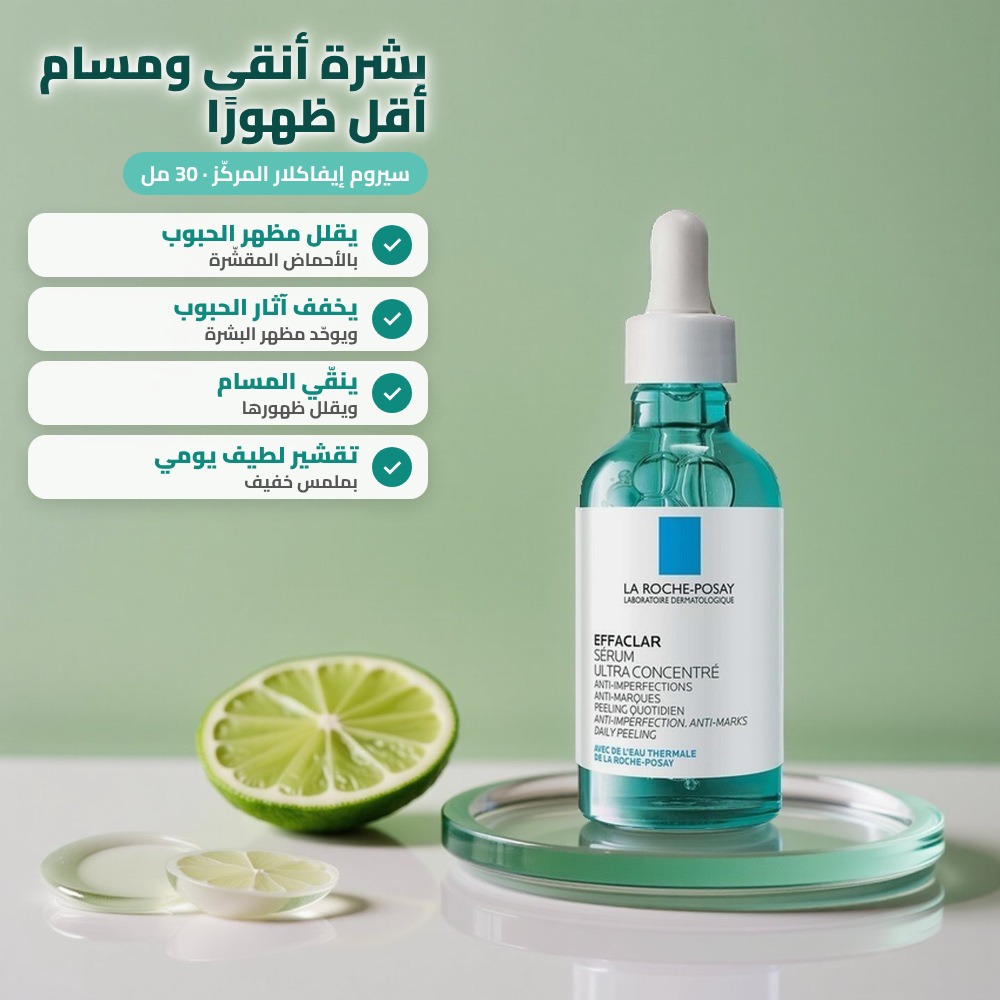 بشرة أنقى ومسام
أقل ظهورًا
سيروم إيفاكلار المركّز · 30 مل
يقلل مظهر الحبوب
بالأحماض المقشّرة
يخفف آثار الحبوب
ويوحّد مظهر البشرة
ينقّي المسام
ويقلل ظهورها
تقشير لطيف يومي
بملمس خفيف
LA ROCHE-POSAY
LABORATOIRE DERMATOLOGIQUE
EFFACLAR
SÉRUM
ULTRA CONCENTRÉ
ANTI-IMPERFECTIONS
ANTI-MARQUES
PEELING QUOTIDIEN
ANTI-IMPERFECTION. ANTI-MARKS
DAILY PEELING
AVEC DE L'EAU THERMALE
DE LA ROCHE-POSAY